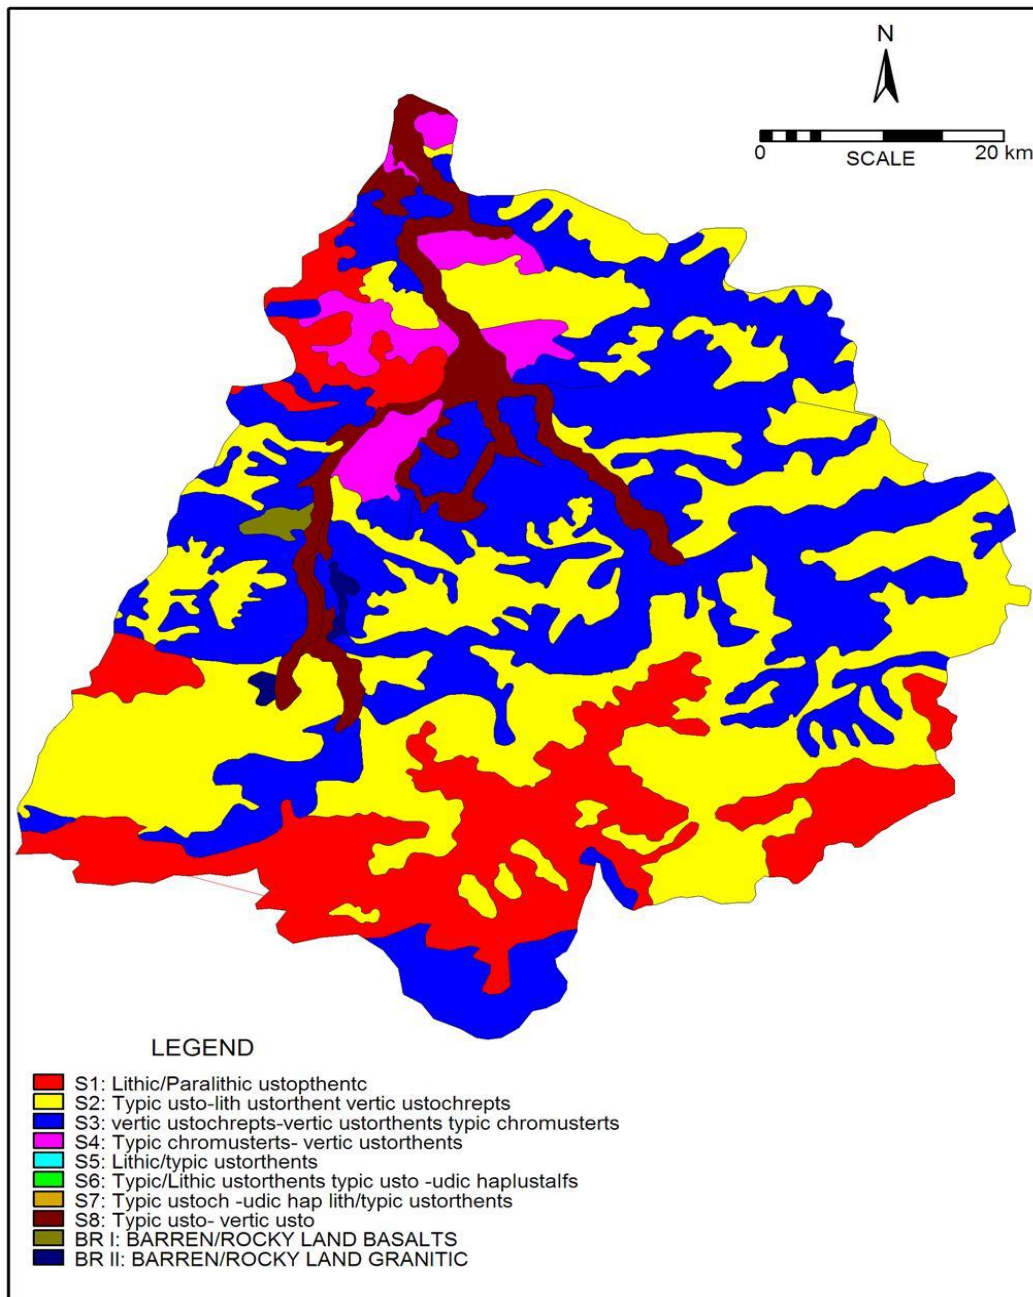 N
0 20 km
SCALE
LEGEND
S1: Lithic/Paralithic ustopthentc
S2: Typic usto-lith ustorthent vertic ustochrepts
S3: vertic ustochrepts-vertic ustorthents typic chromusterts
S4: Typic chromusterts- vertic ustorthents
S5: Lithic/typic ustorthents
S6: Typic/Lithic ustorthents typic usto -udic haplustalfs
S7: Typic ustoch -udic hap lith/typic ustorthents
S8: Typic usto- vertic usto
BR I: BARREN/ROCKY LAND BASALTS
BR II: BARREN/ROCKY LAND GRANITIC